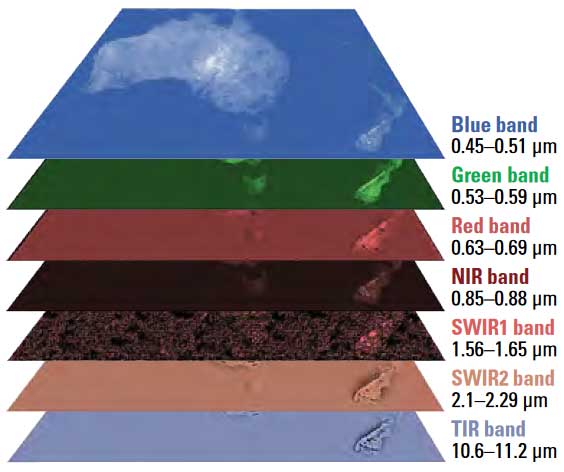 Blue band
0.45–0.51 µm
Green band
0.53–0.59 µm
Red band
0.63–0.69 µm
NIR band
0.85–0.88 µm
SWIR1 band
1.56–1.65 µm
SWIR2 band
2.1–2.29 µm
TIR band
10.6–11.2 µm